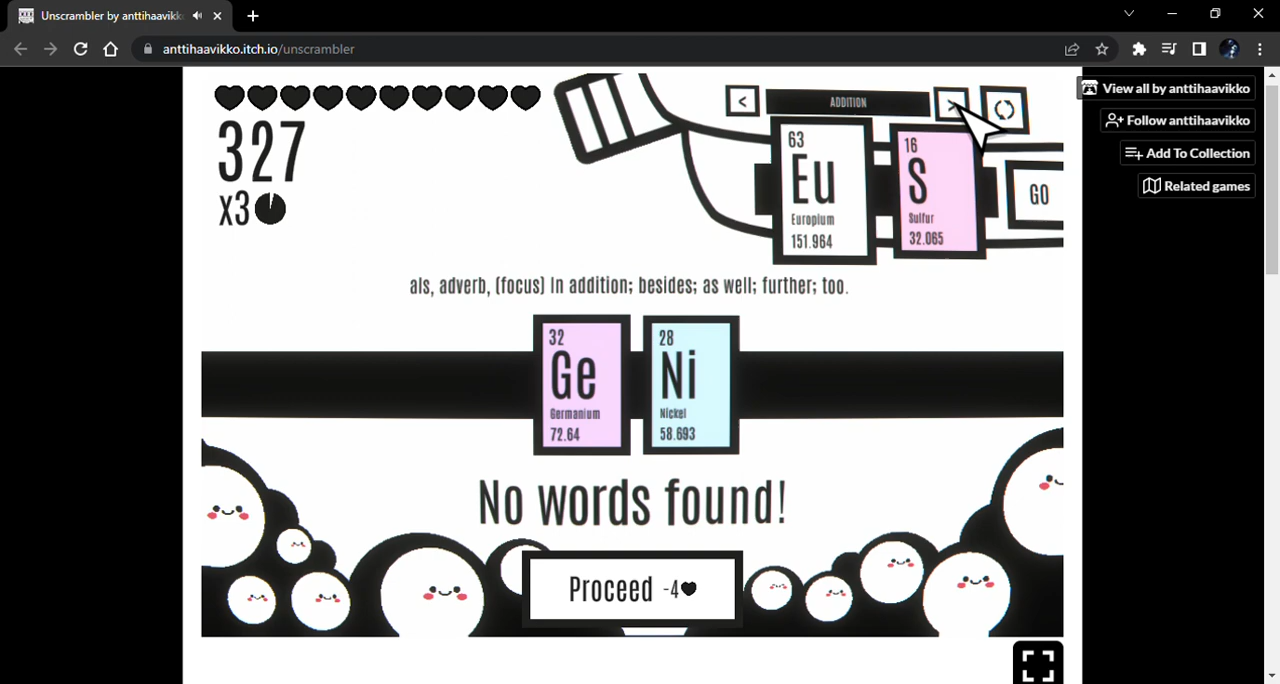 Unscrambler by anttihaavikk
anttihaavikko.itch.io/unscrambler
View all by anttihaavikko
Follow anttihaavikko
Add To Collection
Related games
327
x3
<
ADDITION
>
63
Eu
Europium
151.964
16
S
Sulfur
32.065
GO
als, adverb, (focus) In addition; besides; as well; further; too.
32
Ge
Germanium
72.64
28
Ni
Nickel
58.693
No words found!
Proceed -4